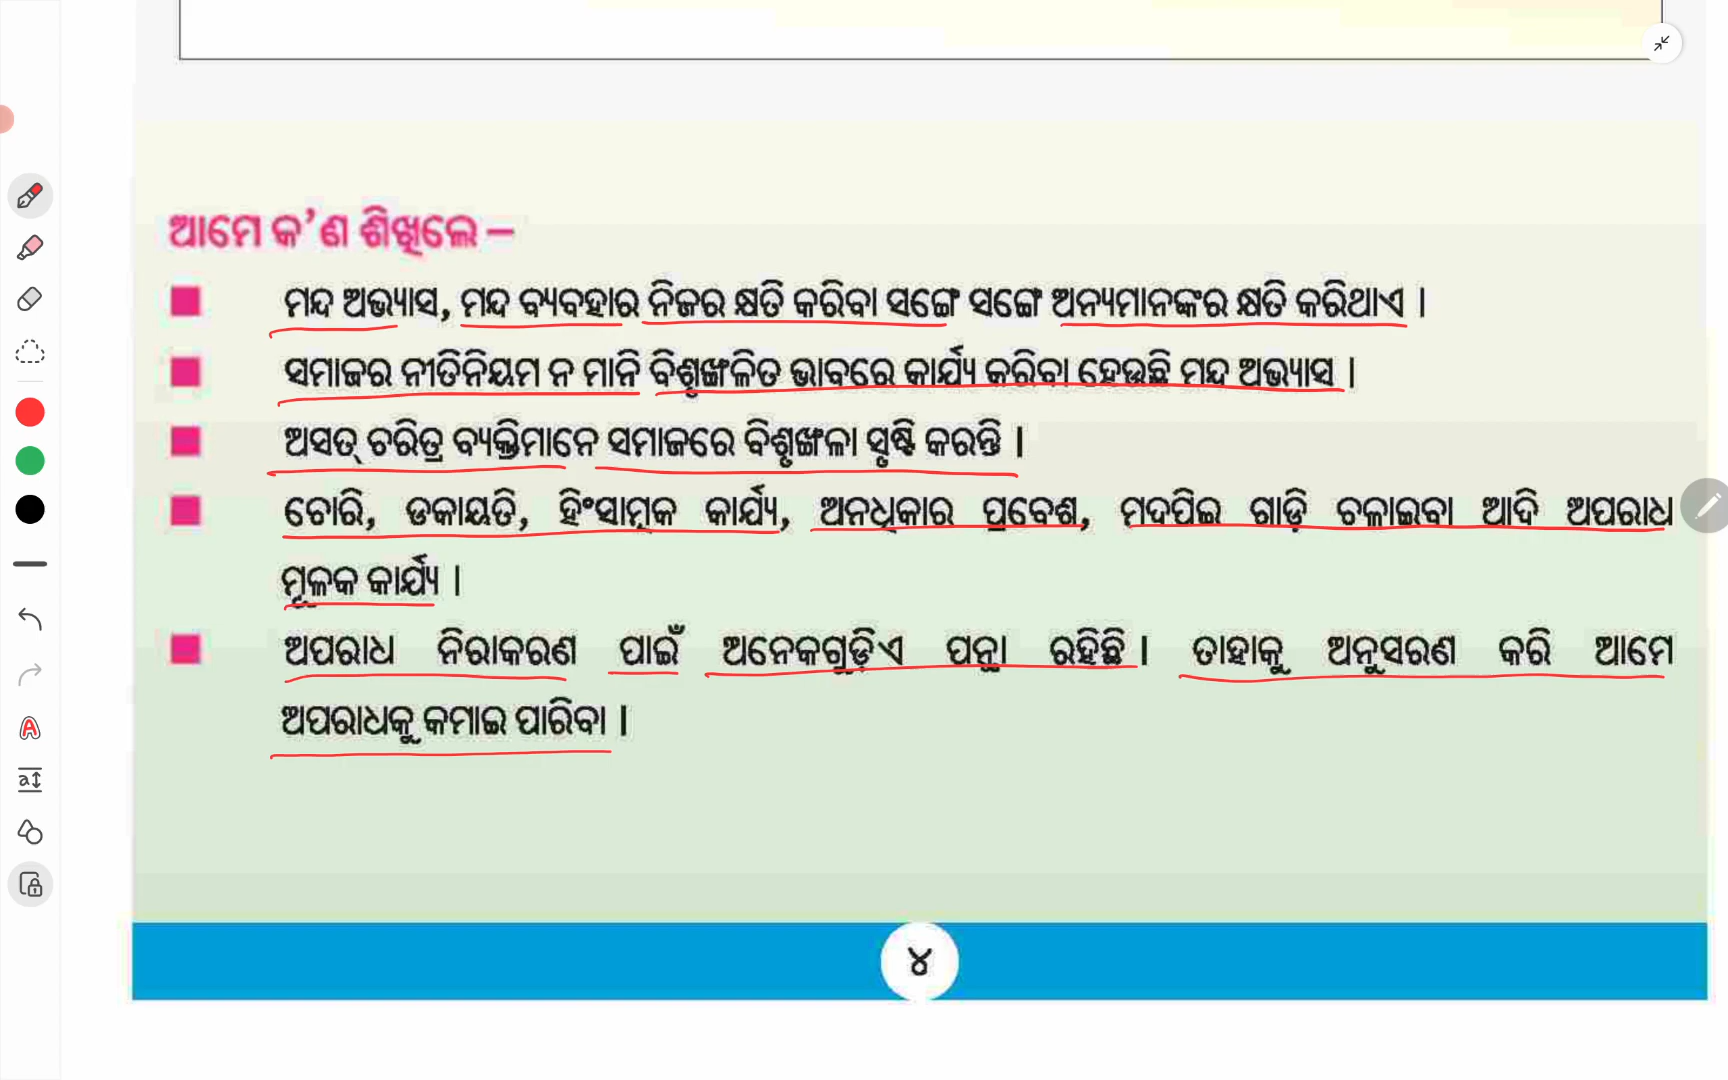 ଆମେ କ'ଣ ଶିଖିଲେ –
ମନ୍ଦ ଅଭ୍ୟାସ, ମନ୍ଦ ବ୍ୟବହାର ନିଜର କ୍ଷତି କରିବା ସଙ୍ଗେ ସଙ୍ଗେ ଅନ୍ୟମାନଙ୍କର କ୍ଷତି କରିଥାଏ ।
ସମାଜର ନୀତିନିୟମ ନ ମାନି ବିଶୃଙ୍ଖଳିତ ଭାବରେ କାର୍ଯ୍ୟ କରିବା ହେଉଛି ମନ୍ଦ ଅଭ୍ୟାସ ।
ଅସତ୍ ଚରିତ୍ର ବ୍ୟକ୍ତିମାନେ ସମାଜରେ ବିଶୃଙ୍ଖଳା ସୃଷ୍ଟି କରନ୍ତି ।
ଚୋରି, ଡକାୟତି, ହିଂସାତ୍ମକ କାର୍ଯ୍ୟ, ଅନଧିକାର ପ୍ରବେଶ, ମଦପିଇ ଗାଡ଼ି ଚଳାଇବା ଆଦି ଅପରାଧ
ମୂଳକ କାର୍ଯ୍ୟ ।
ଅପରାଧ ନିରାକରଣ ପାଇଁ ଅନେକଗୁଡ଼ିଏ ପନ୍ଥା ରହିଛି । ତାହାକୁ ଅନୁସରଣ କରି ଆମେ
ଅପରାଧକୁ କମାଇ ପାରିବା ।
୪